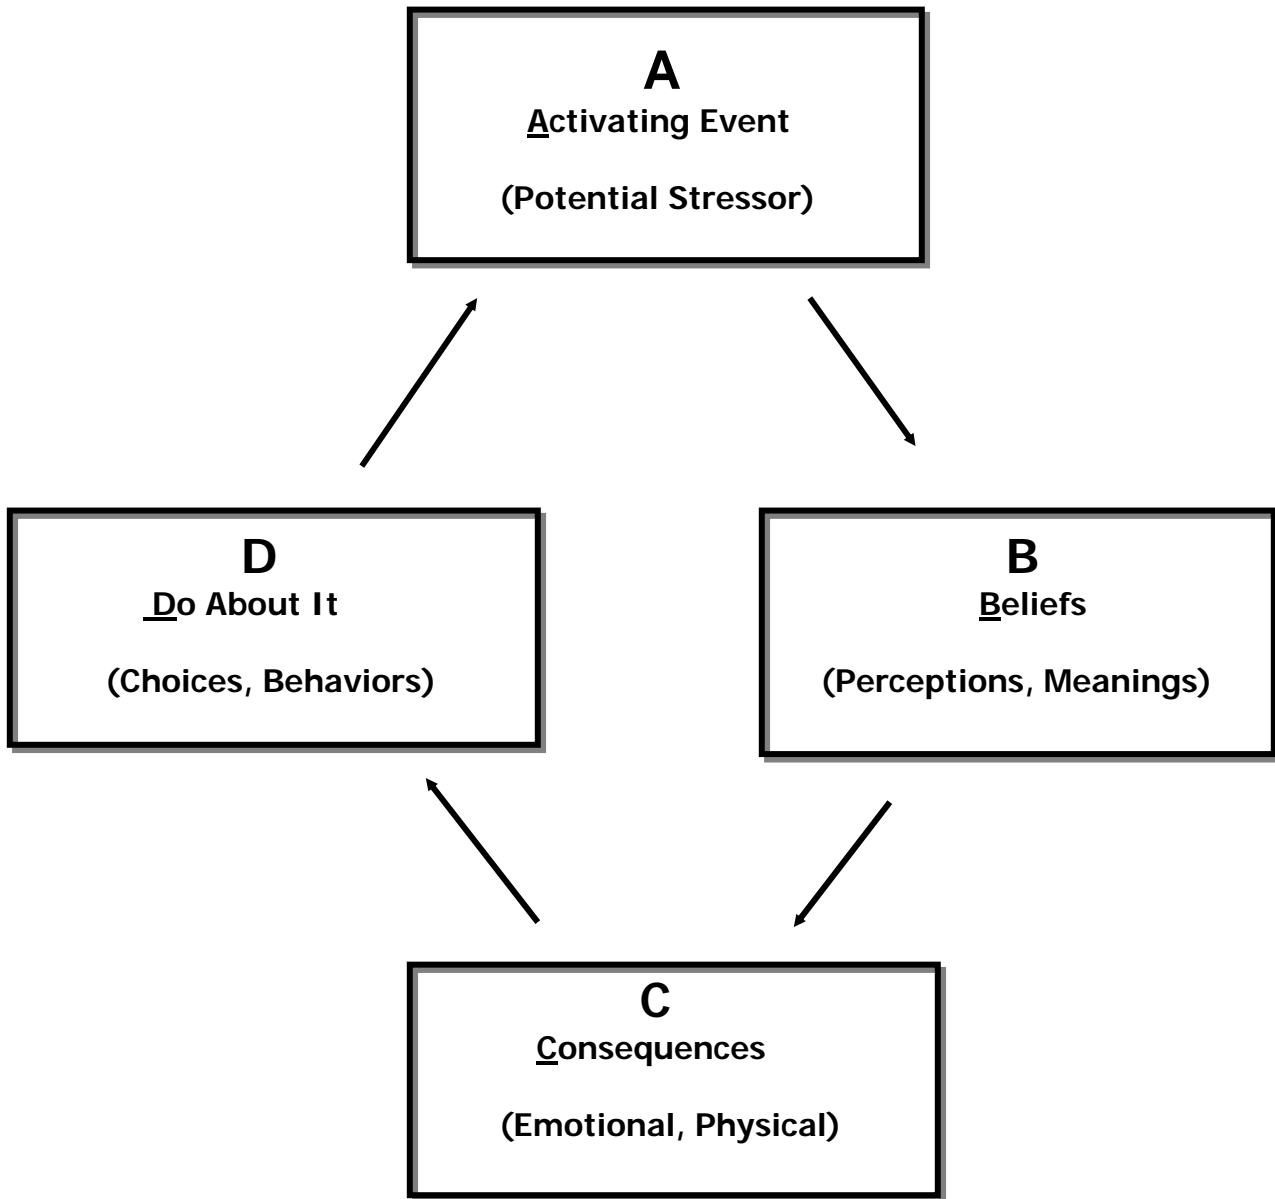 A
Activating Event
(Potential Stressor)
D
Do About It
(Choices, Behaviors)
B
Beliefs
(Perceptions, Meanings)
C
Consequences
(Emotional, Physical)